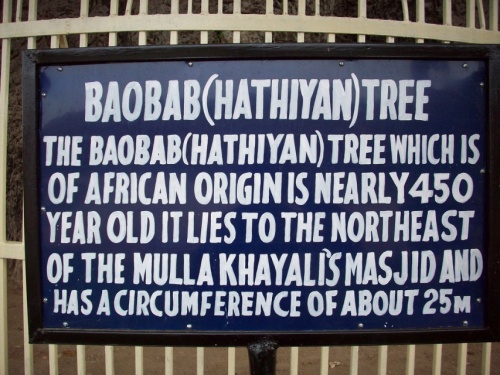 BAOBAB(HATHIYAN)TREE
THE BAOBAB(HATHIYAN) TREE WHICH IS
OF AFRICAN ORIGIN IS NEARLY 450
YEAR OLD IT LIES TO THE NORTHEAST
OF THE MULLA KHAYALI'S MASJID AND
HAS A CIRCUMFERENCE OF ABOUT 25M